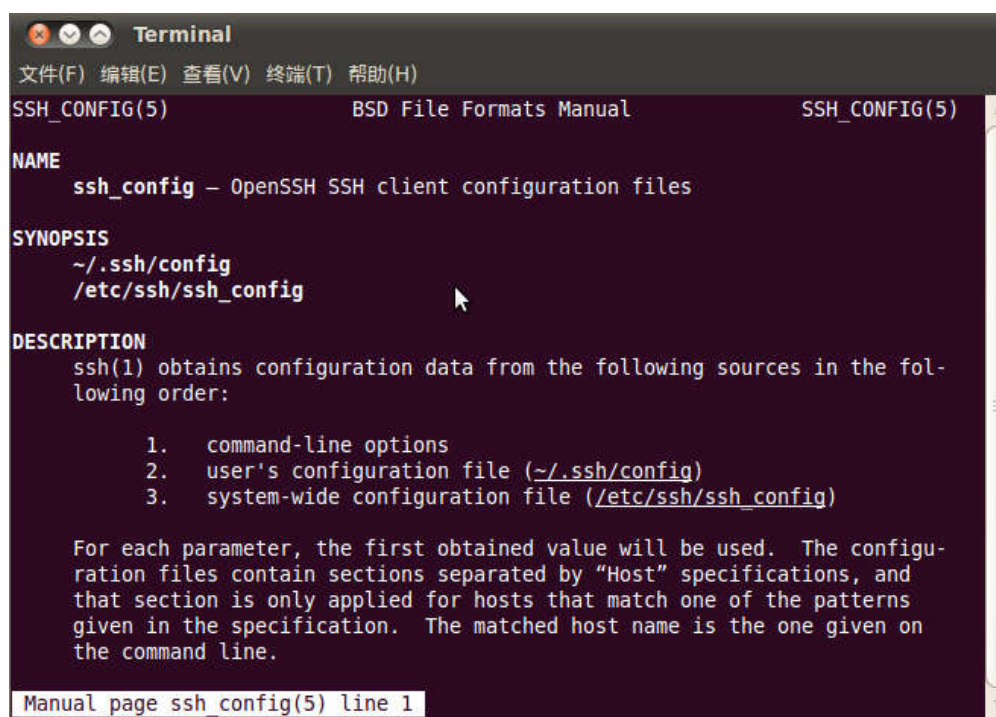 Terminal
文件(F) 编辑(E) 查看(V) 终端(T) 帮助(H)
SSH_CONFIG(5) BSD File Formats Manual SSH_CONFIG(5)
NAME
ssh_config — OpenSSH SSH client configuration files
SYNOPSIS
~/.ssh/config
/etc/ssh/ssh_config
DESCRIPTION
ssh(1) obtains configuration data from the following sources in the fol-
lowing order:
1. command-line options
2. user's configuration file (~/.ssh/config)
3. system-wide configuration file (/etc/ssh/ssh_config)
For each parameter, the first obtained value will be used. The configu-
ration files contain sections separated by “Host” specifications, and
that section is only applied for hosts that match one of the patterns
given in the specification. The matched host name is the one given on
the command line.
Manual page ssh_config(5) line 1